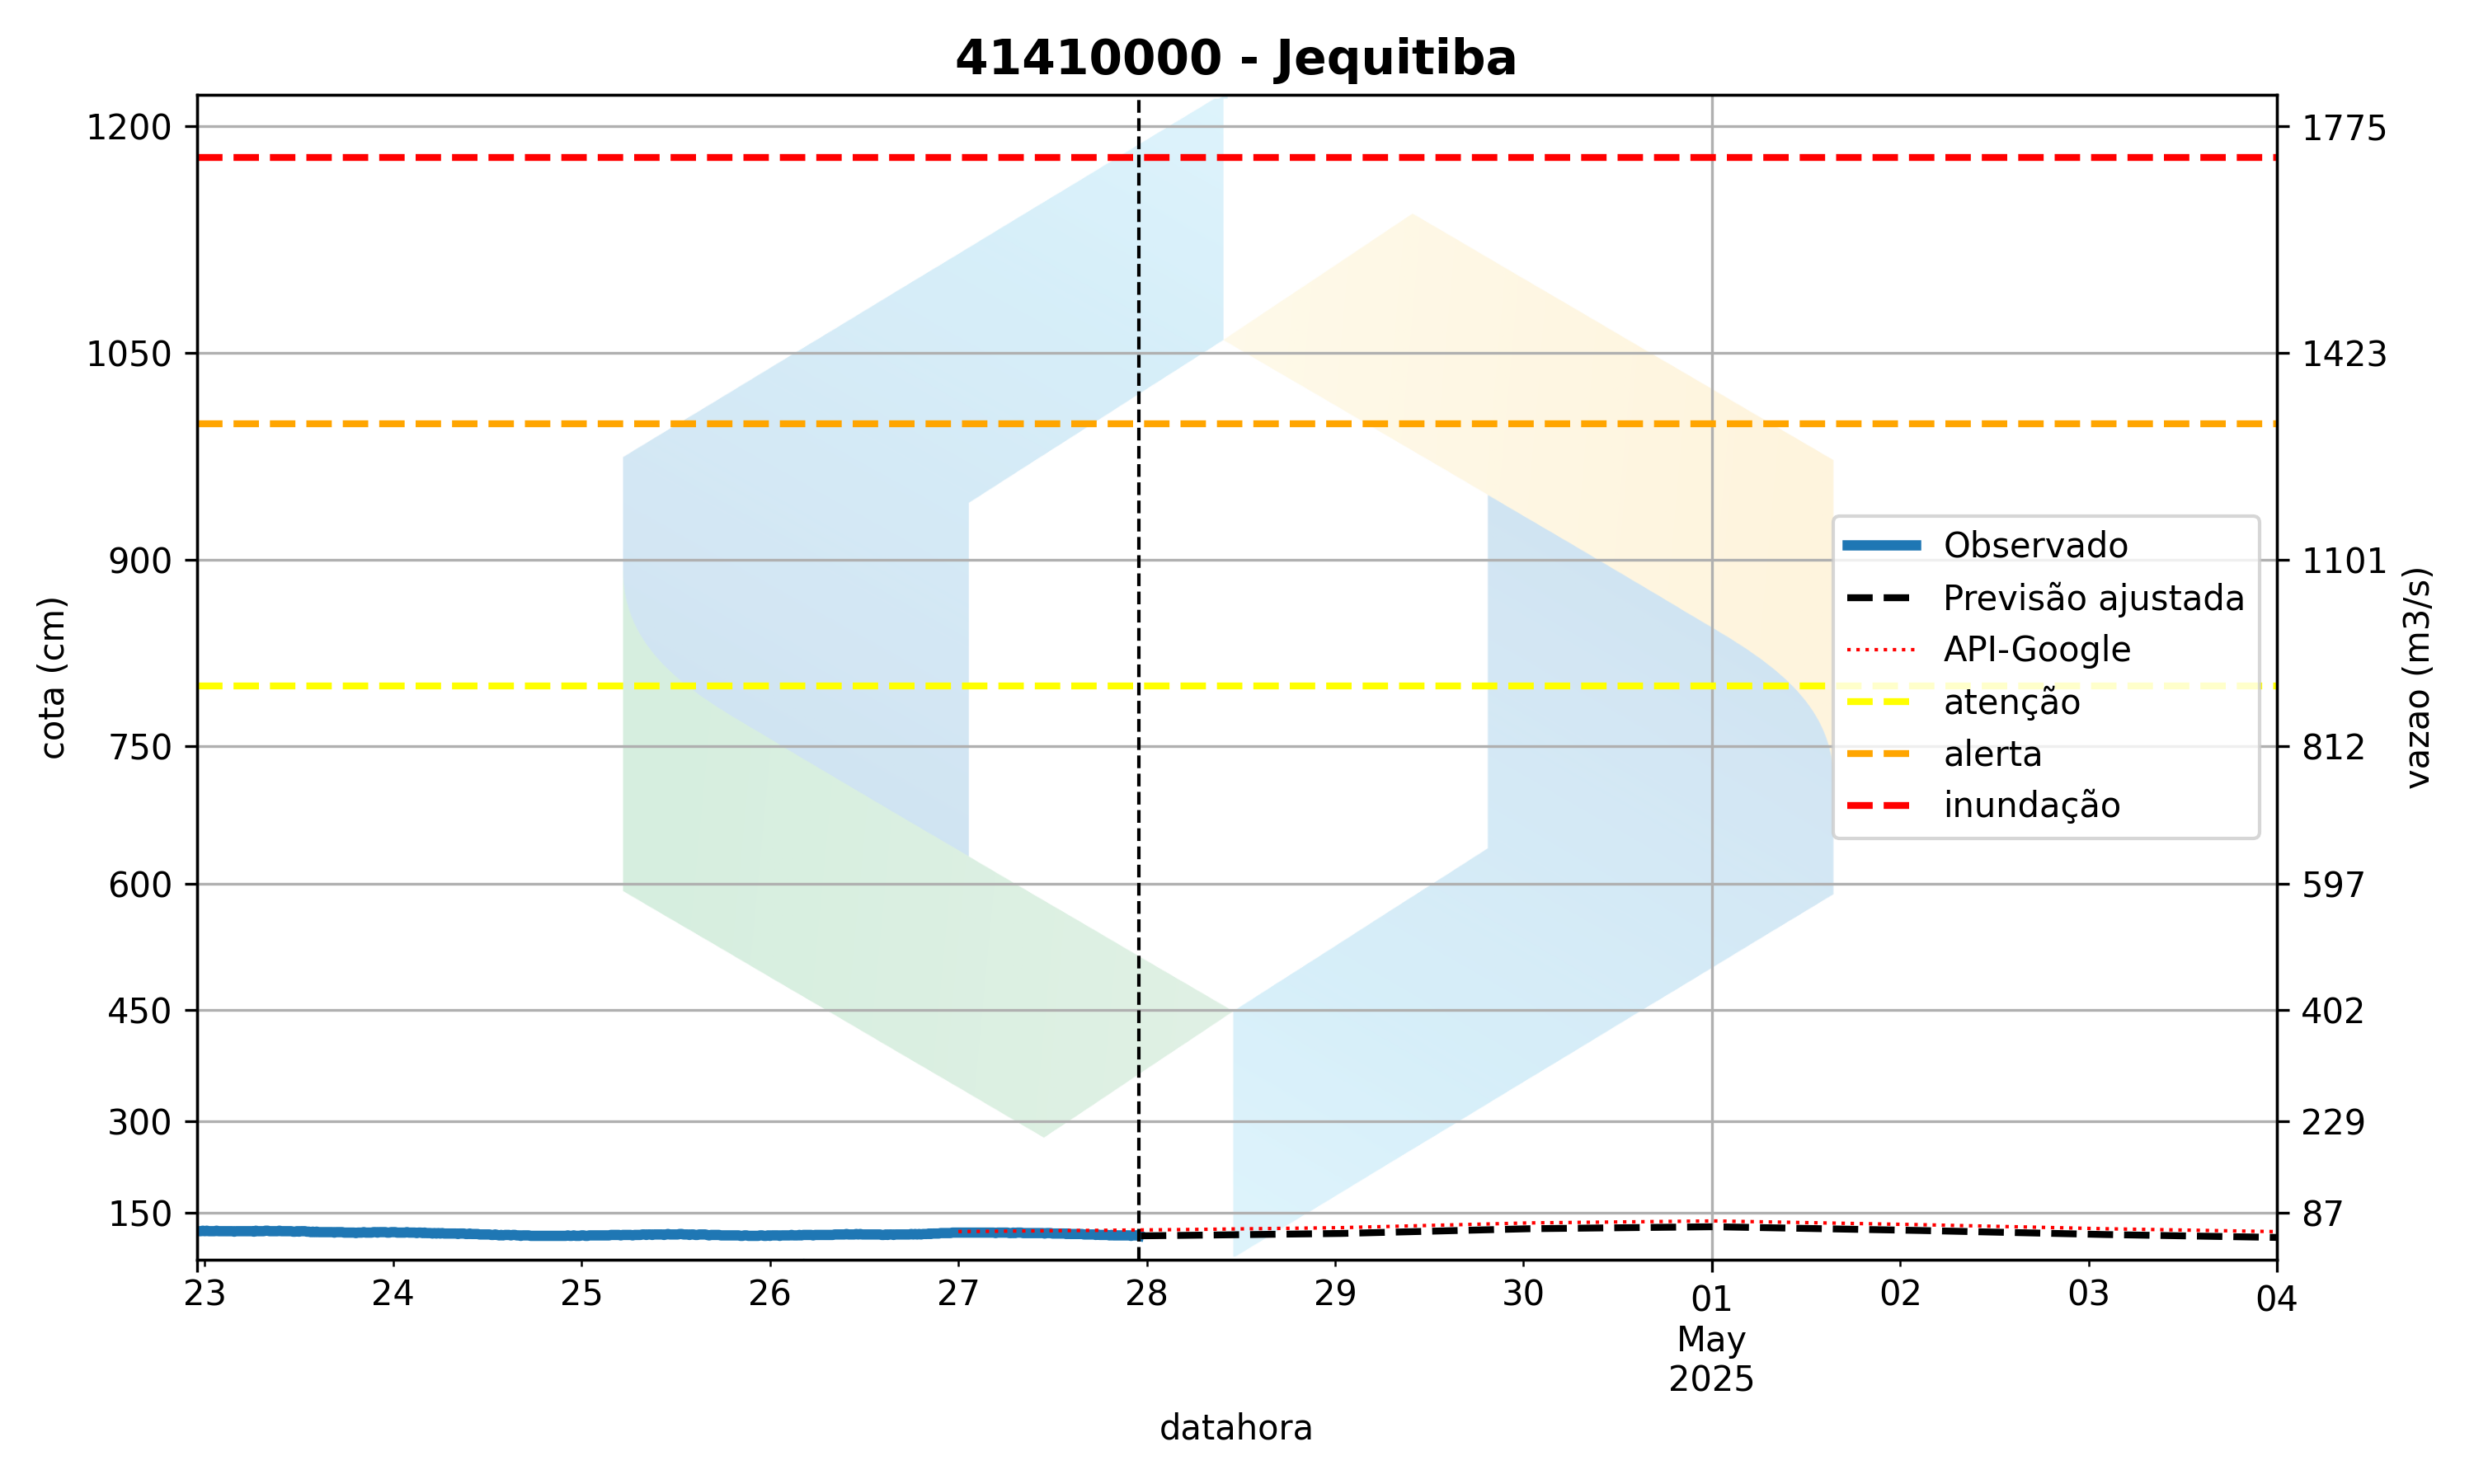 41410000 - Jequitiba
1200
1050
900
750
600
450
300
150
cota (cm)
1775
1423
1101
812
597
402
229
87
vazao (m3/s)
Observado
Previsão ajustada
API-Google
atenção
alerta
inundação
23 24 25 26 27 28 29 30 01 02 03 04
May
2025
datahora